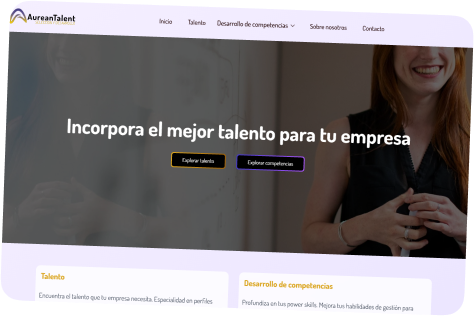 AureanTalent
Inicio
Talento
Desarrollo de competencias
Sobre nosotros
Contacto
Incorpora el mejor talento para tu empresa
Explorar talento
Explorar competencias
Talento
Encuentra el talento que tu empresa necesita. Especialidad en perfiles
Desarrollo de competencias
Profundiza en tus power skills. Mejora tus habilidades de gestión para